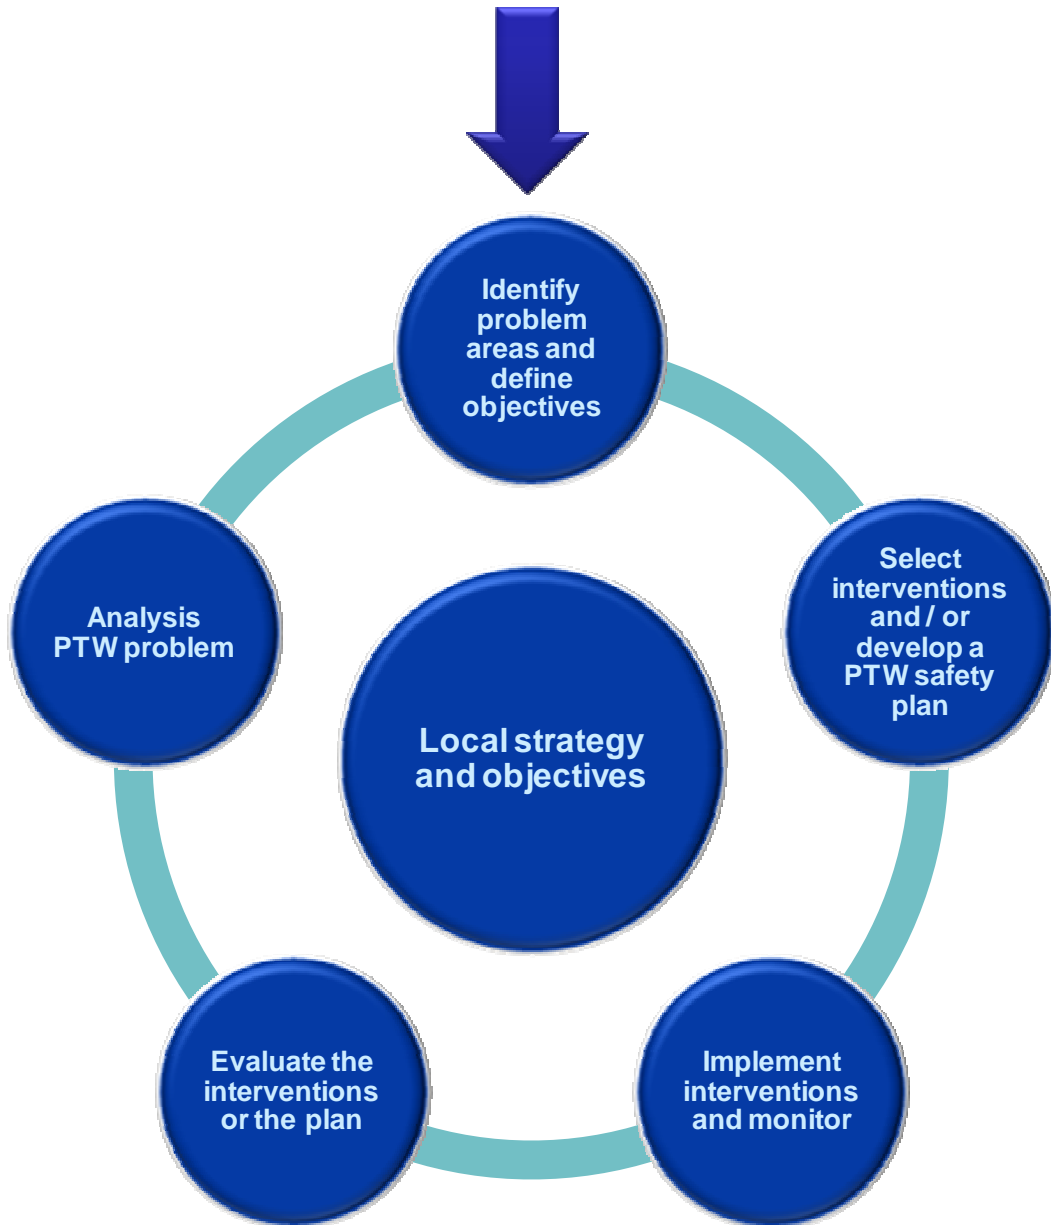 Identify
problem
areas and
define
objectives
Select
interventions
and / or
develop a
PTW safety
plan
Analysis
PTW problem
Local strategy
and objectives
Evaluate the
interventions
or the plan
Implement
interventions
and monitor